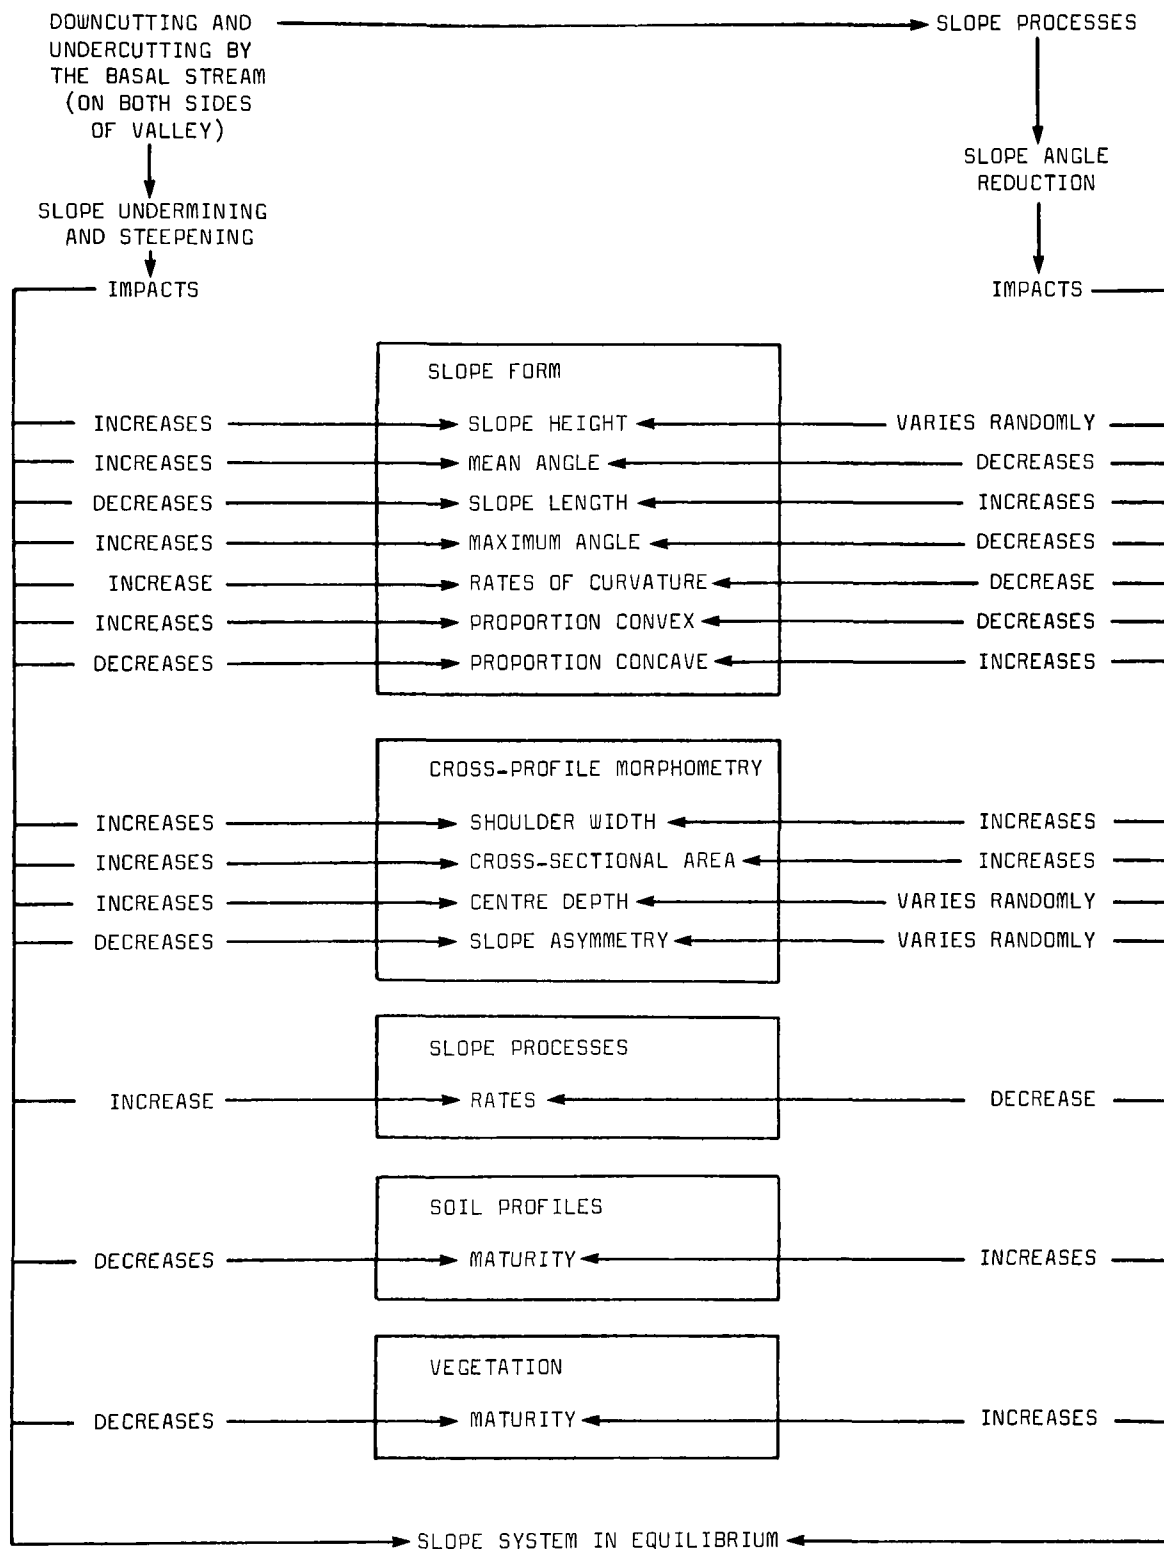 DOWNCUTTING AND
UNDERCUTTING BY
THE BASAL STREAM
(ON BOTH SIDES
OF VALLEY)
SLOPE PROCESSES
SLOPE ANGLE
REDUCTION
SLOPE UNDERMINING
AND STEEPENING
IMPACTS
IMPACTS
SLOPE FORM
INCREASES SLOPE HEIGHT VARIES RANDOMLY
INCREASES MEAN ANGLE DECREASES
DECREASES SLOPE LENGTH INCREASES
INCREASES MAXIMUM ANGLE DECREASES
INCREASE RATES OF CURVATURE DECREASE
INCREASES PROPORTION CONVEX DECREASES
DECREASES PROPORTION CONCAVE INCREASES
CROSS-PROFILE MORPHOMETRY
INCREASES SHOULDER WIDTH INCREASES
INCREASES CROSS-SECTIONAL AREA INCREASES
INCREASES CENTRE DEPTH VARIES RANDOMLY
DECREASES SLOPE ASYMMETRY VARIES RANDOMLY
SLOPE PROCESSES
INCREASE RATES DECREASE
SOIL PROFILES
DECREASES MATURITY INCREASES
VEGETATION
DECREASES MATURITY INCREASES
SLOPE SYSTEM IN EQUILIBRIUM